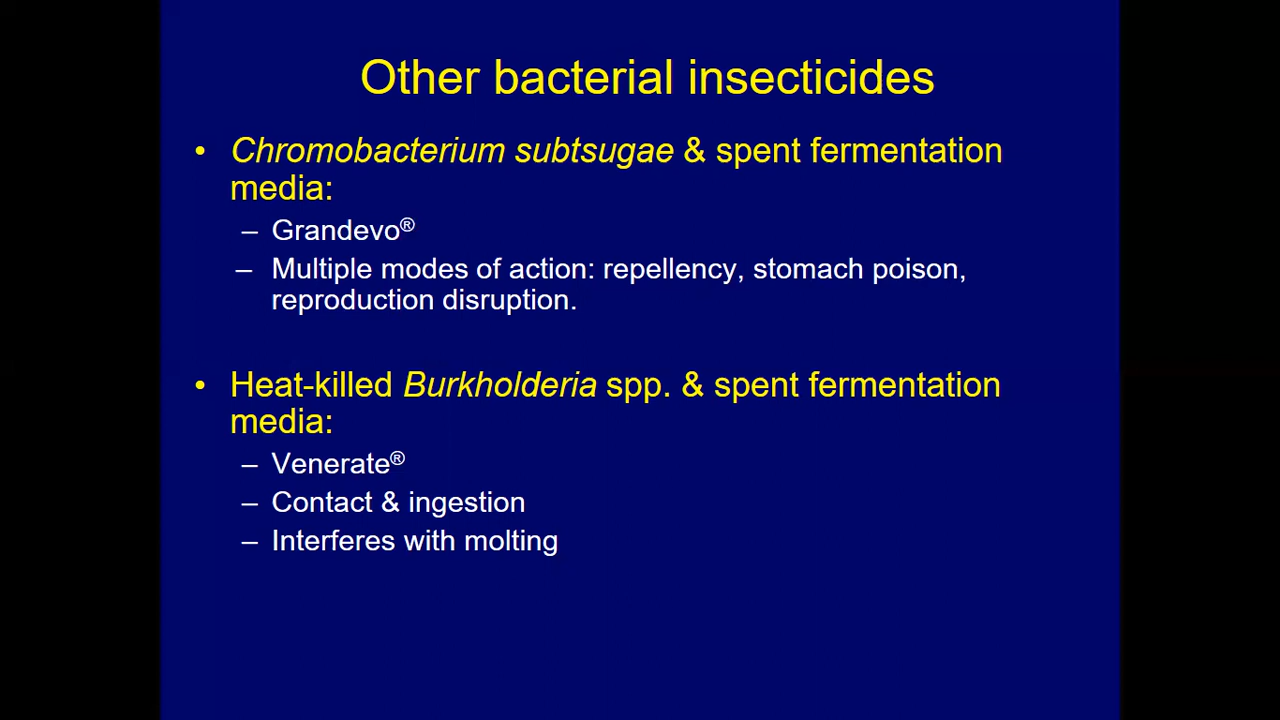 Other bacterial insecticides
• Chromobacterium subtsugae & spent fermentation
media:
– Grandevo®
– Multiple modes of action: repellency, stomach poison,
reproduction disruption.
• Heat-killed Burkholderia spp. & spent fermentation
media:
– Venerate®
– Contact & ingestion
– Interferes with molting